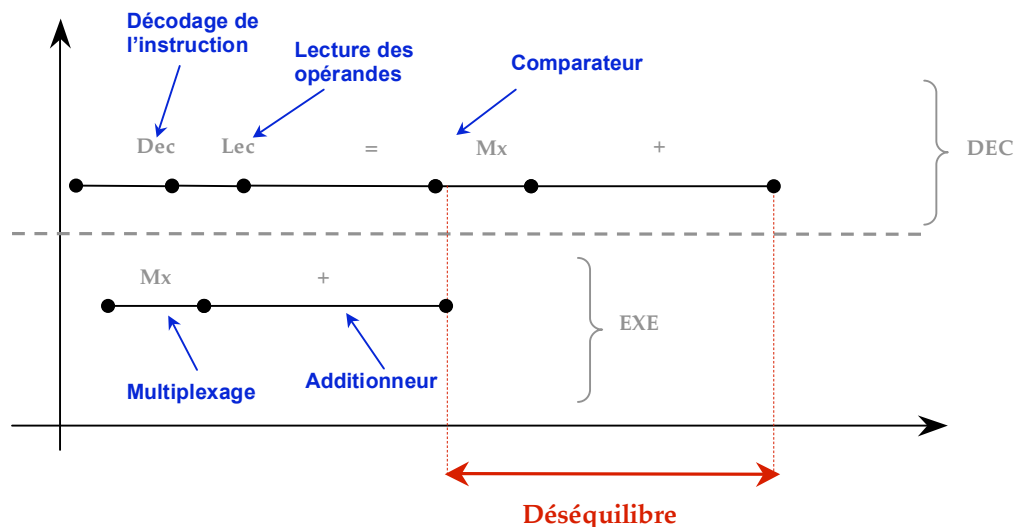 Décodage de
l'instruction
Lecture des
opérandes
Comparateur
Dec
Lec
=
Mx
+
DEC
Mx
+
EXE
Multiplexage
Additionneur
Déséquilibre